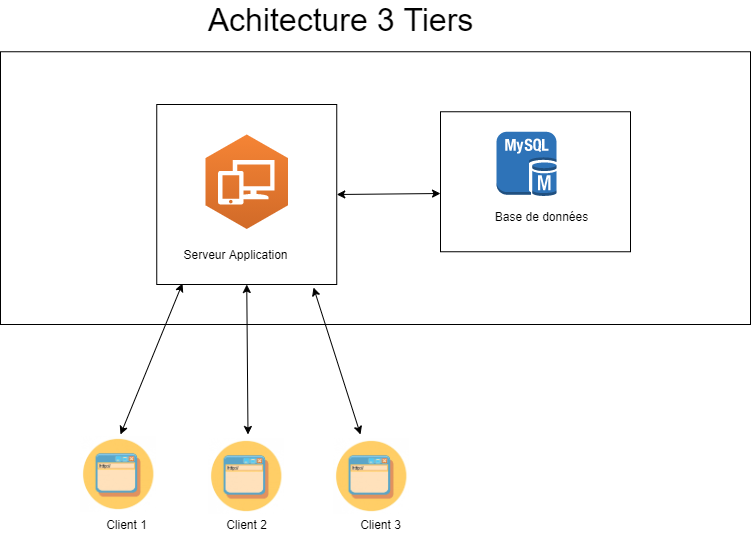 Achitecture 3 Tiers
MySQL
M
Base de données
Serveur Application
http/
http/
http/
Client 1
Client 2
Client 3